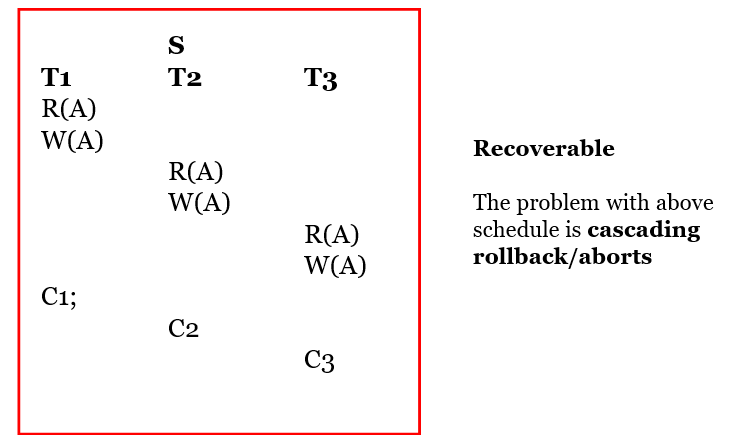 S
T1 T2 T3
R(A)
W(A)
R(A)
W(A)
R(A)
W(A)
C1;
C2
C3
Recoverable
The problem with above
schedule is cascading
rollback/aborts